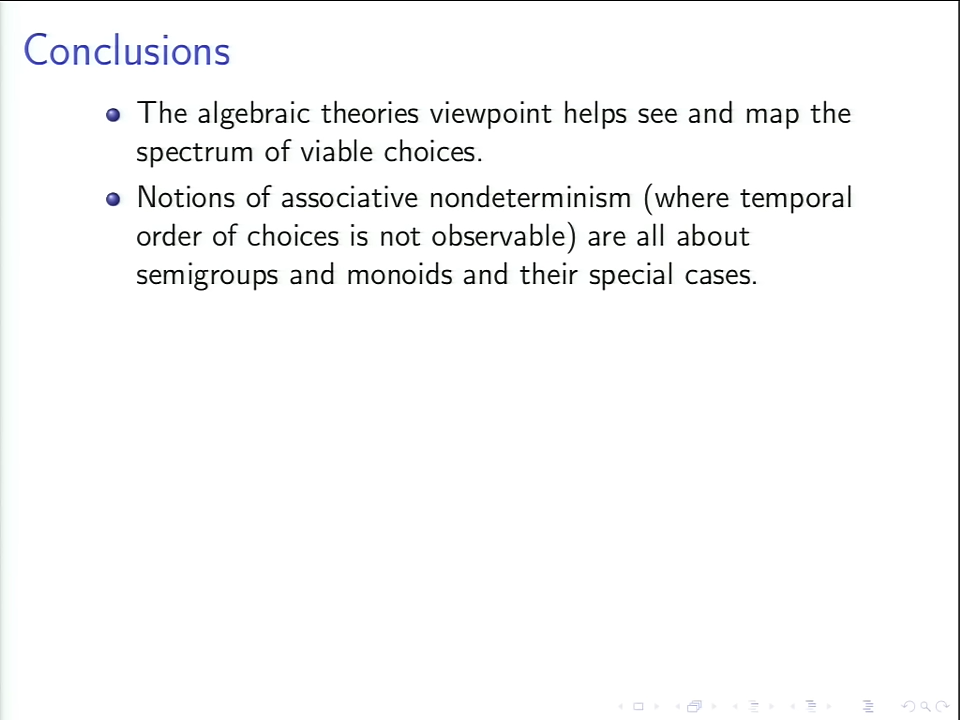 Conclusions
The algebraic theories viewpoint helps see and map the
spectrum of viable choices.
Notions of associative nondeterminism (where temporal
order of choices is not observable) are all about
semigroups and monoids and their special cases.